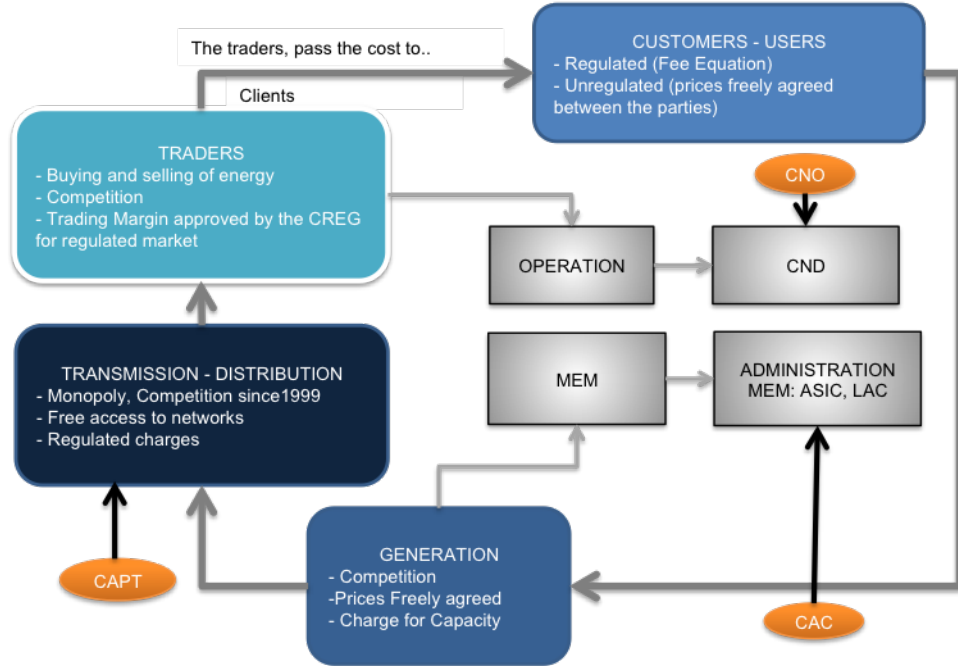 The traders, pass the cost to..
Clients
CUSTOMERS - USERS
- Regulated (Fee Equation)
- Unregulated (prices freely agreed
between the parties)
TRADERS
- Buying and selling of energy
- Competition
- Trading Margin approved by the CREG
for regulated market
CNO
OPERATION
CND
TRANSMISSION - DISTRIBUTION
- Monopoly, Competition since1999
- Free access to networks
- Regulated charges
MEM
ADMINISTRATION
MEM: ASIC, LAC
GENERATION
- Competition
-Prices Freely agreed
- Charge for Capacity
CAPT
CAC